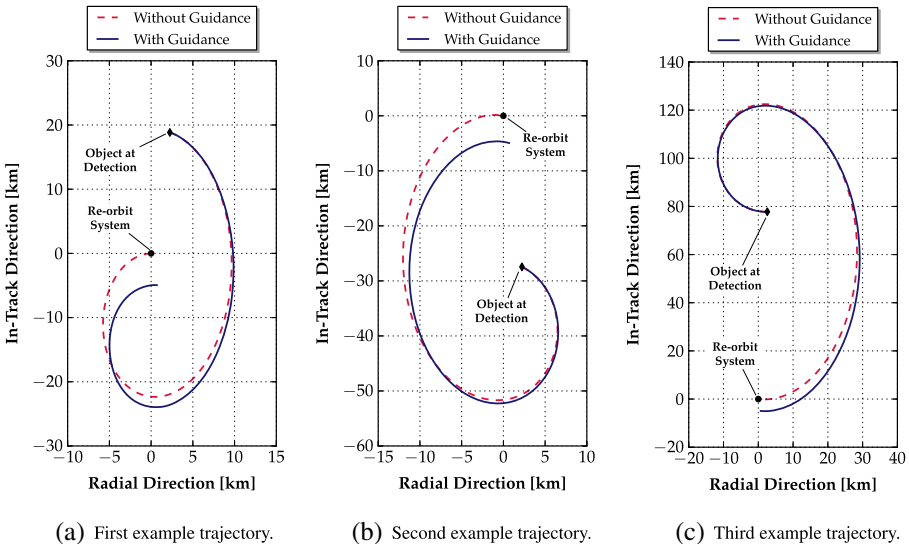 Without Guidance
With Guidance
30
20
10
0
−10
−20
−30
−10 −5 0 5 10 15
In-Track Direction [km]
Radial Direction [km]
Object at
Detection
Re-orbit
System
(a) First example trajectory.
Without Guidance
With Guidance
10
0
−10
−20
−30
−40
−50
−60
−15 −10 −5 0 5 10
In-Track Direction [km]
Radial Direction [km]
Re-orbit
System
Object at
Detection
(b) Second example trajectory.
Without Guidance
With Guidance
140
120
100
80
60
40
20
0
−20
−20 −10 0 10 20 30 40
In-Track Direction [km]
Radial Direction [km]
Object at
Detection
Re-orbit
System
(c) Third example trajectory.